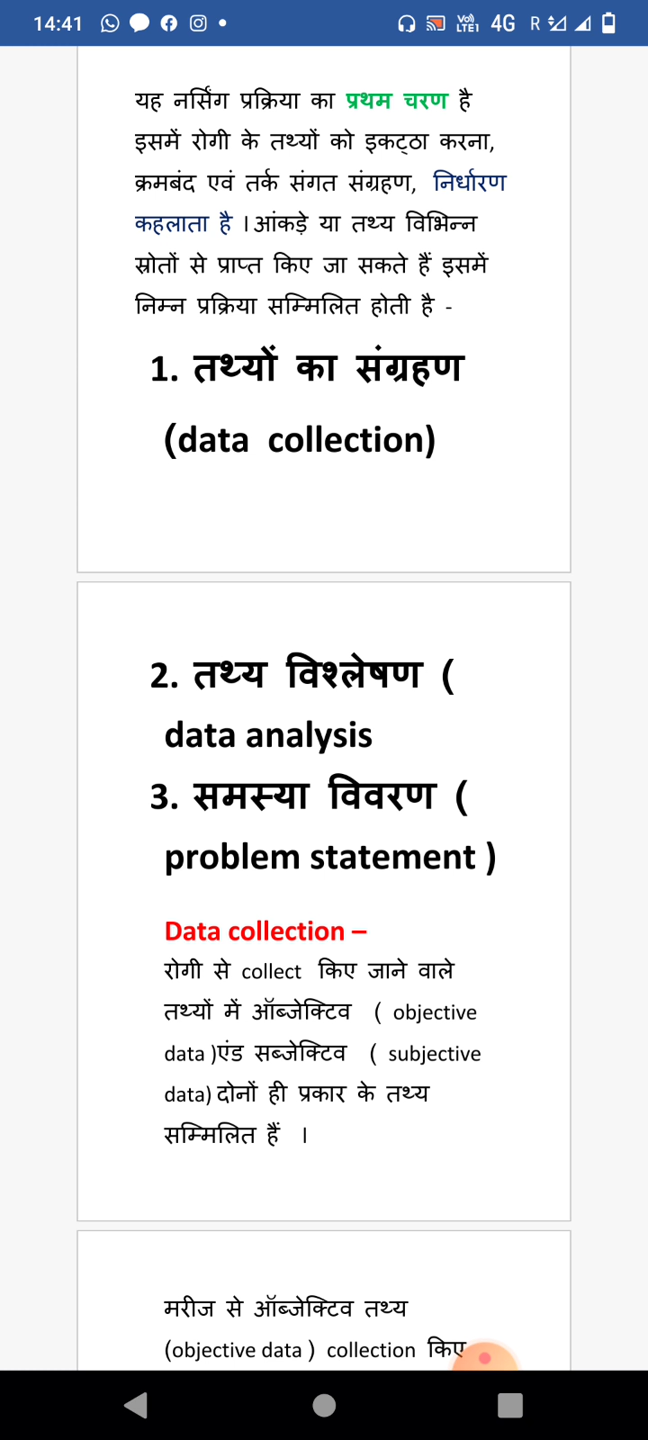 14:41
Vo) LTE1 4G R
यह नर्सिंग प्रक्रिया का प्रथम चरण है
इसमें रोगी के तथ्यों को इकट्ठा करना,
क्रमबंद एवं तर्क संगत संग्रहण, निर्धारण
कहलाता है । आंकड़े या तथ्य विभिन्न
स्रोतों से प्राप्त किए जा सकते हैं इसमें
निम्न प्रक्रिया सम्मिलित होती है -
1. तथ्यों का संग्रहण
(data collection)
2. तथ्य विश्लेषण (
data analysis
3. समस्या विवरण (
problem statement )
Data collection –
रोगी से collect किए जाने वाले
तथ्यों में ऑब्जेक्टिव ( objective
data )एंड सब्जेक्टिव ( subjective
data) दोनों ही प्रकार के तथ्य
सम्मिलित हैं ।
मरीज से ऑब्जेक्टिव तथ्य
(objective data ) collection किए